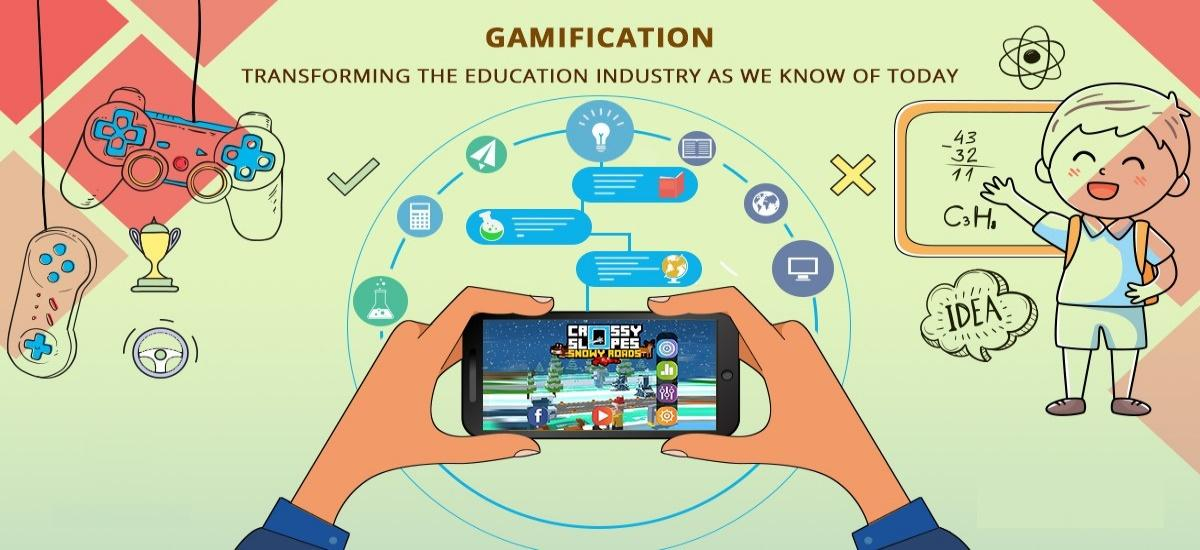 GAMIFICATION
TRANSFORMING THE EDUCATION INDUSTRY AS WE KNOW OF TODAY
43
-32
11
C₃H₈
IDEA
CROSSY
SLOPES
SNOWY ROADS
f